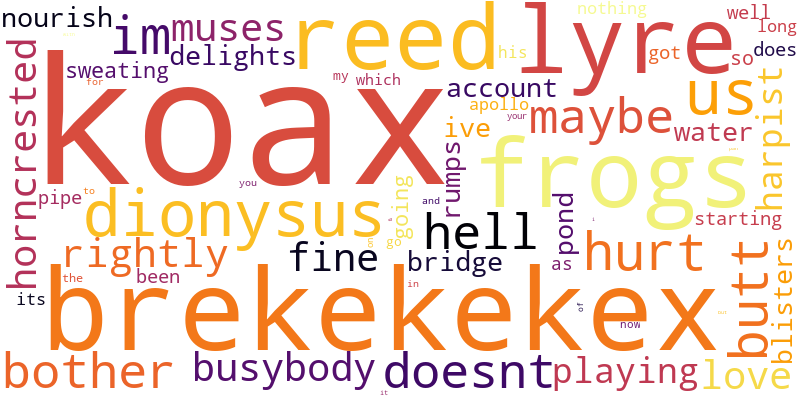 nourish
im
muses
reed
lyre
nothing
well
long
does
delights
his
got
so
sweating
for
my
which
account
apollo
your
us
maybe
water
harpist
horncrested
koax
ive
frogs
pipe
to
you
rumps
going
and
pond
starting
dionysus
hell
rightly
fine
g
go
bridge
as
hurt
butt
blisters
the
been
in
its
of
now
brekekekex
bother
busybody
doesnt
playing
love
it